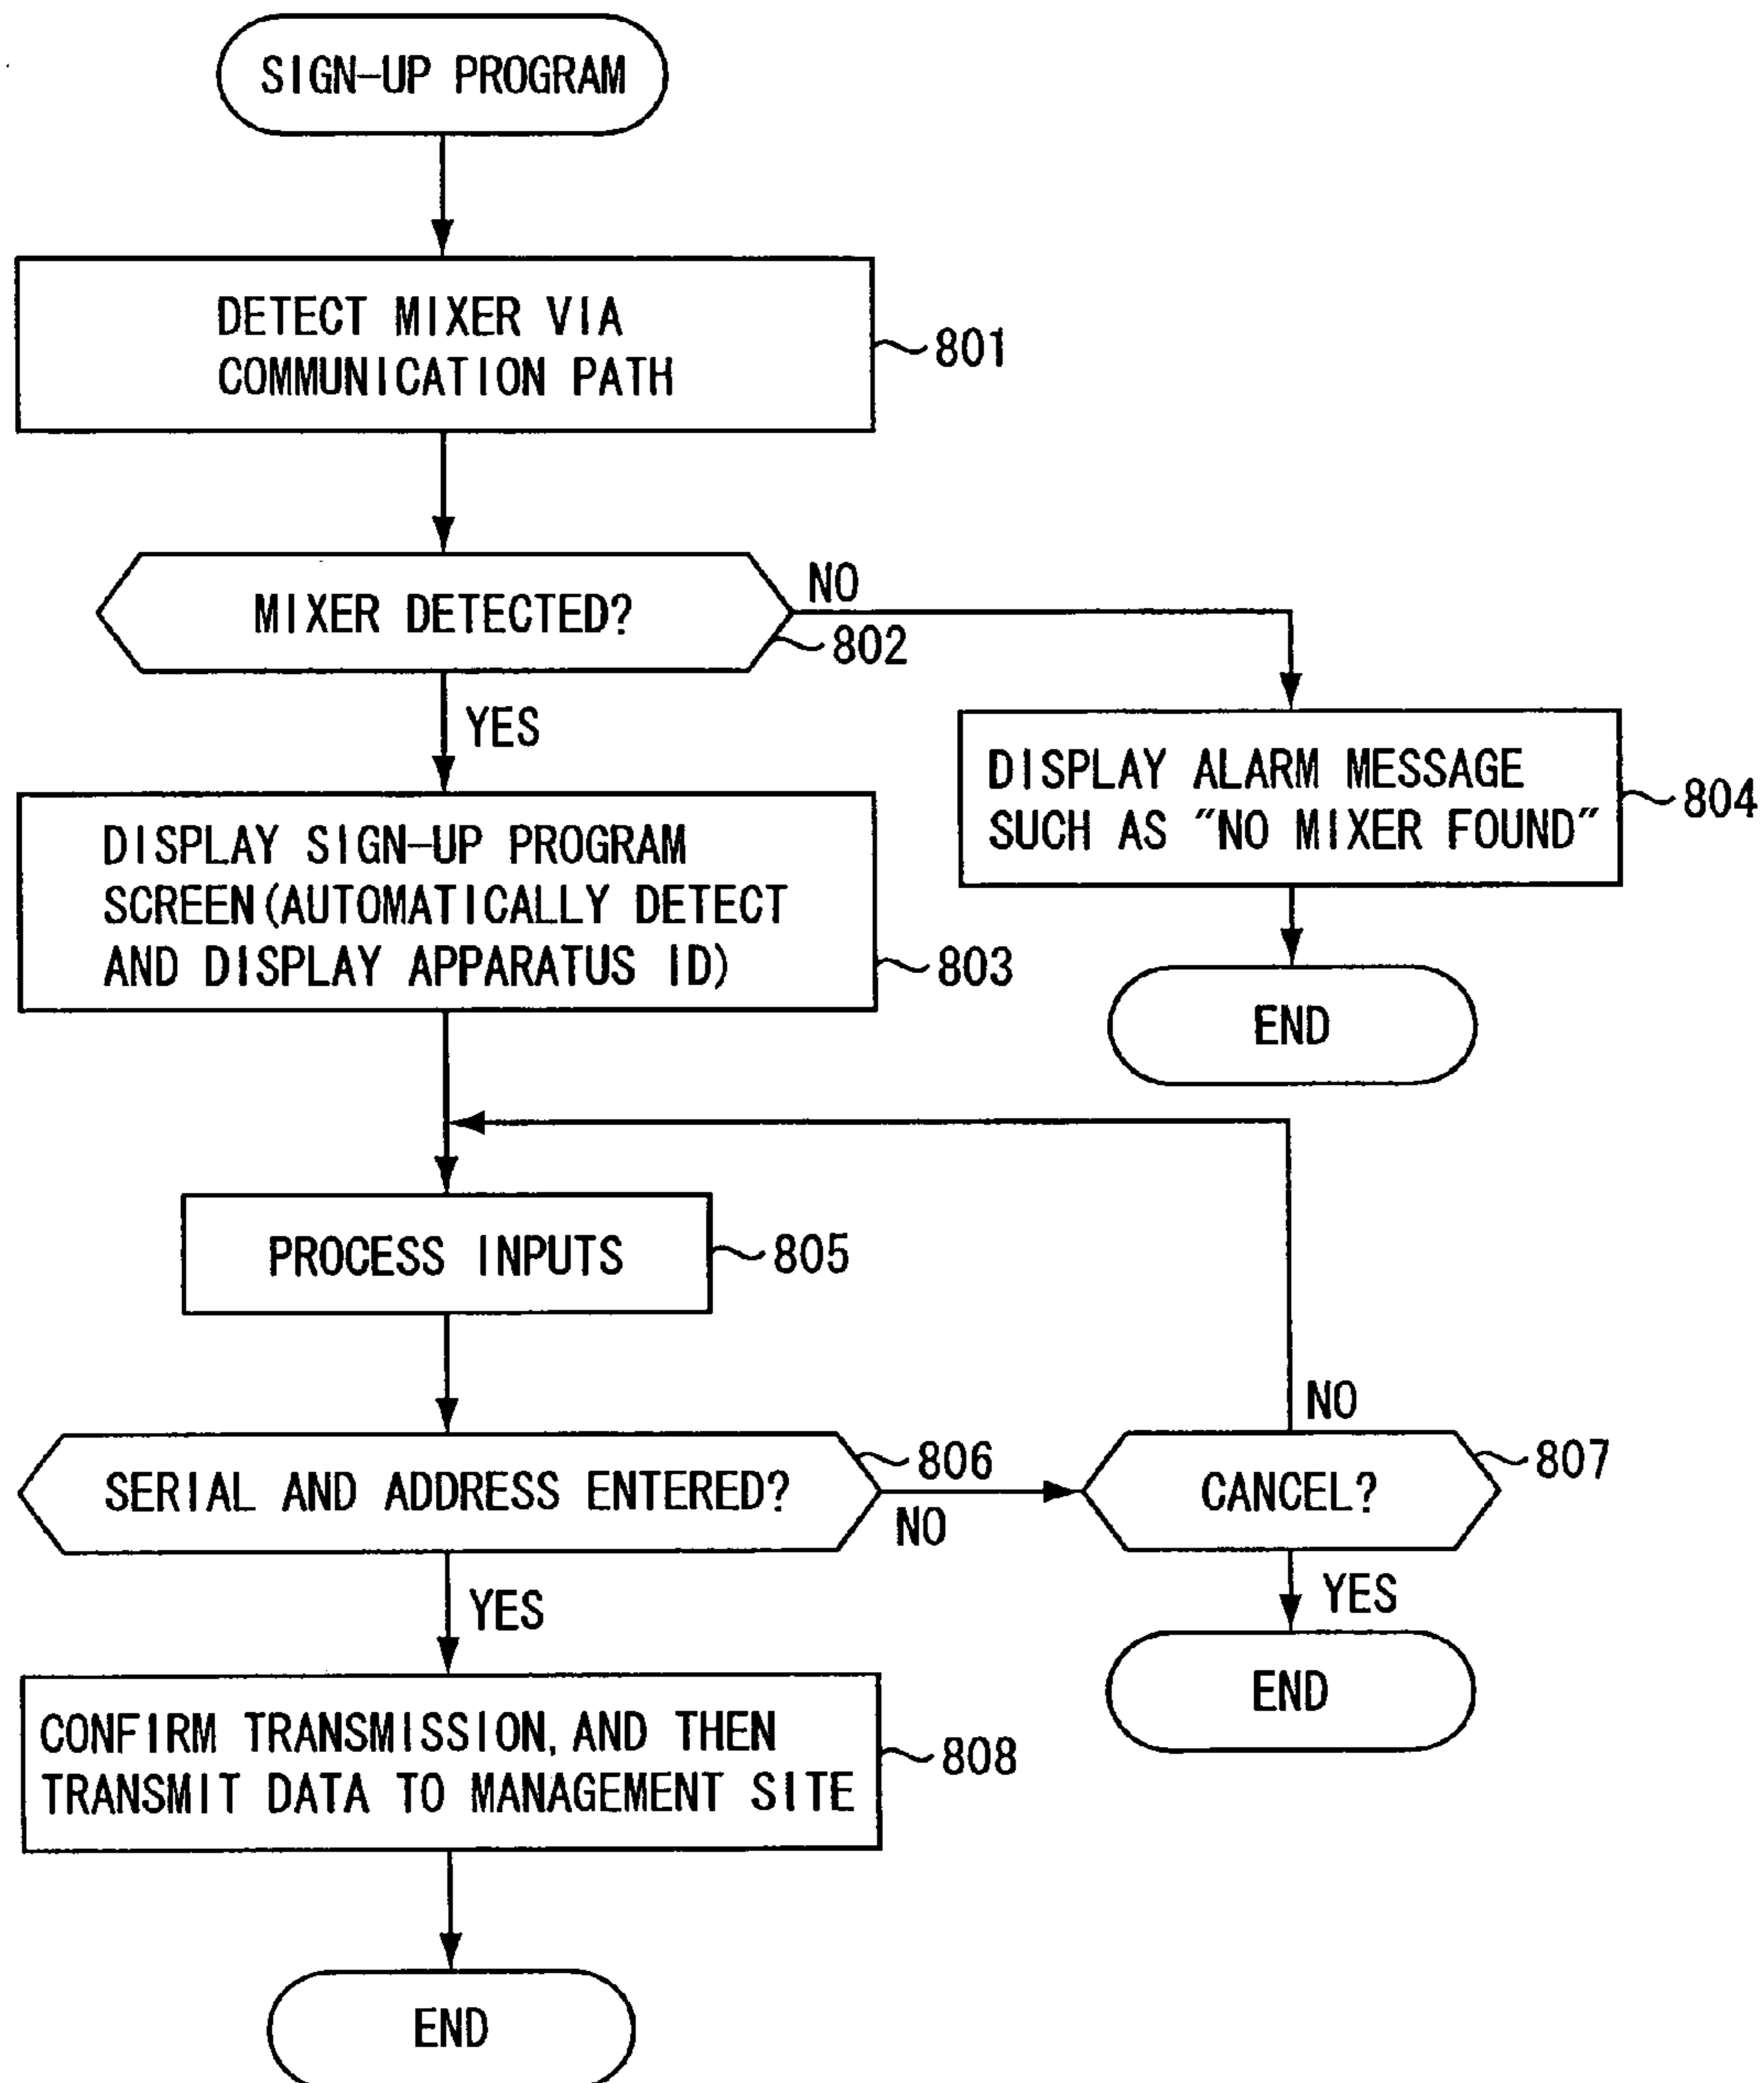 SIGN-UP PROGRAM
DETECT MIXER VIA
COMMUNICATION PATH
801
MIXER DETECTED?
NO
802
YES
DISPLAY ALARM MESSAGE
SUCH AS "NO MIXER FOUND"
804
DISPLAY SIGN-UP PROGRAM
SCREEN(AUTOMATICALLY DETECT
AND DISPLAY APPARATUS ID)
803
END
PROCESS INPUTS
805
SERIAL AND ADDRESS ENTERED?
806
NO
NO
CANCEL?
807
YES
YES
END
CONFIRM TRANSMISSION, AND THEN
TRANSMIT DATA TO MANAGEMENT SITE
808
END